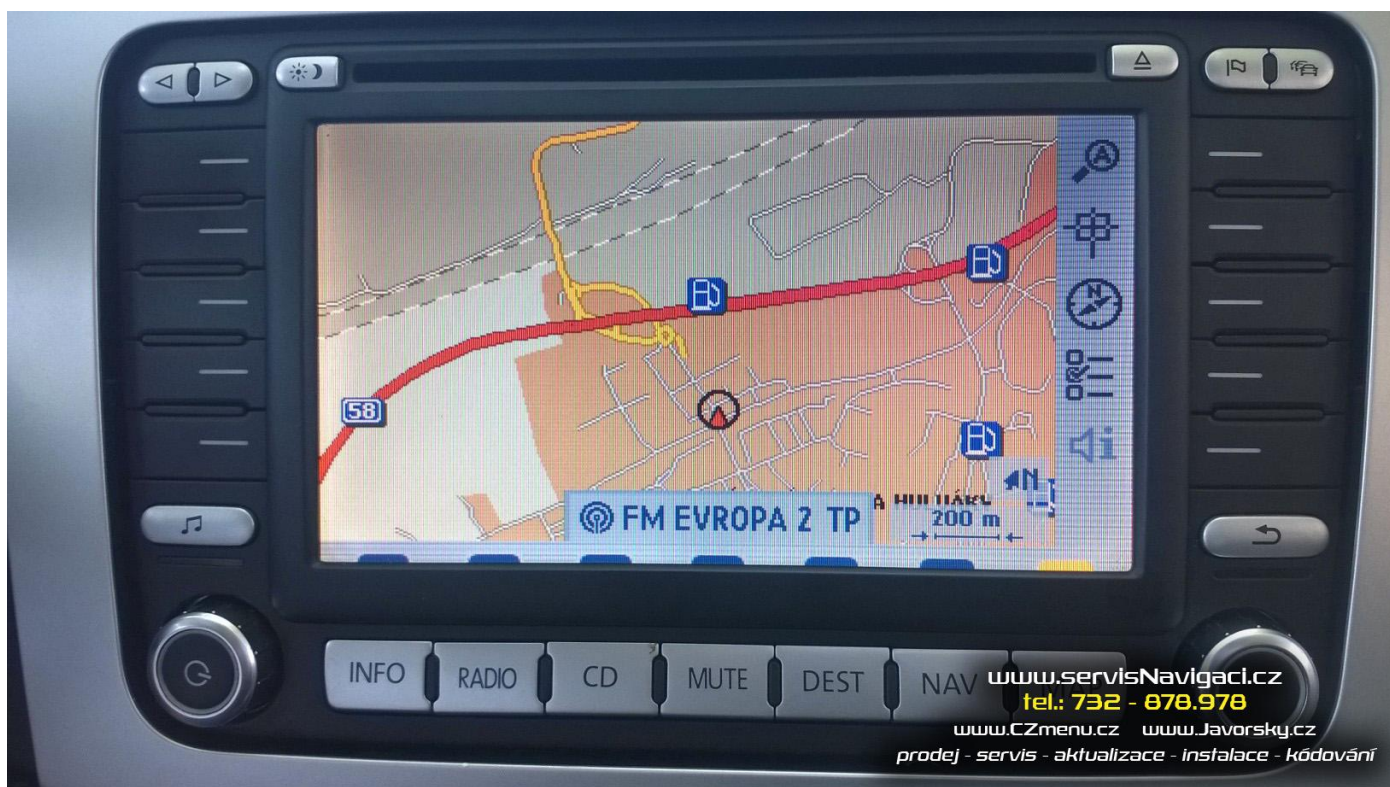 A
N
58
N
FM EVROPA 2 TP
A
200 m
INFO RADIO CD MUTE DEST NAV
www.servisNavigaci.cz
tel.: 732 - 878.978
www.CZmenu.cz www.Javorsky.cz
prodej - servis - aktualizace - instalace - kódování